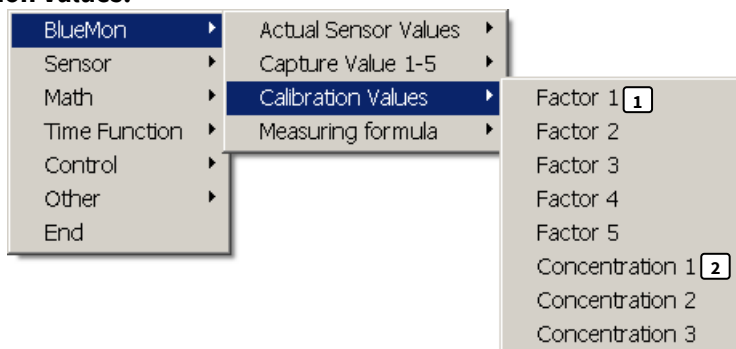 ion Values.
BlueMon
Sensor
Math
Time Function
Control
Other
End
Actual Sensor Values
Capture Value 1-5
Calibration Values
Measuring formula
Factor 1 1
Factor 2
Factor 3
Factor 4
Factor 5
Concentration 1 2
Concentration 2
Concentration 3